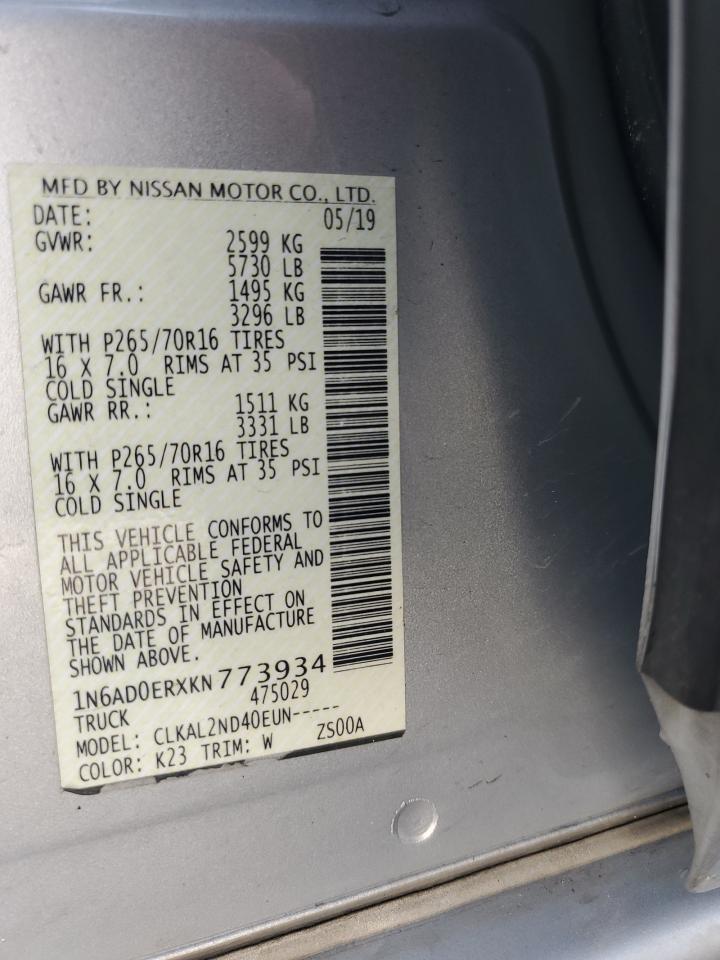 MFD BY NISSAN MOTOR CO., LTD.
DATE: 05/19
GVWR: 2599 KG
5730 LB
GAWR FR.: 1495 KG
3296 LB
WITH P265/70R16 TIRES
16 X 7.0 RIMS AT 35 PSI
COLD SINGLE
GAWR RR.: 1511 KG
3331 LB
WITH P265/70R16 TIRES
16 X 7.0 RIMS AT 35 PSI
COLD SINGLE
THIS VEHICLE CONFORMS TO
ALL APPLICABLE FEDERAL
MOTOR VEHICLE SAFETY AND
THEFT PREVENTION
STANDARDS IN EFFECT ON
THE DATE OF MANUFACTURE
SHOWN ABOVE.
1N6AD0ERXKN773934
475029
TRUCK
MODEL: CLKAL2ND40EUN-----
COLOR: K23 TRIM: W ZS00A